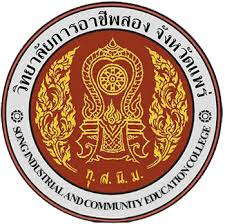 วิทยาลัยการอาชีพสอง จังหวัดแพร่
กุ. ส. นิ. ม.
SONG INDUSTRIAL AND COMMUNITY EDUCATION COLLEGE